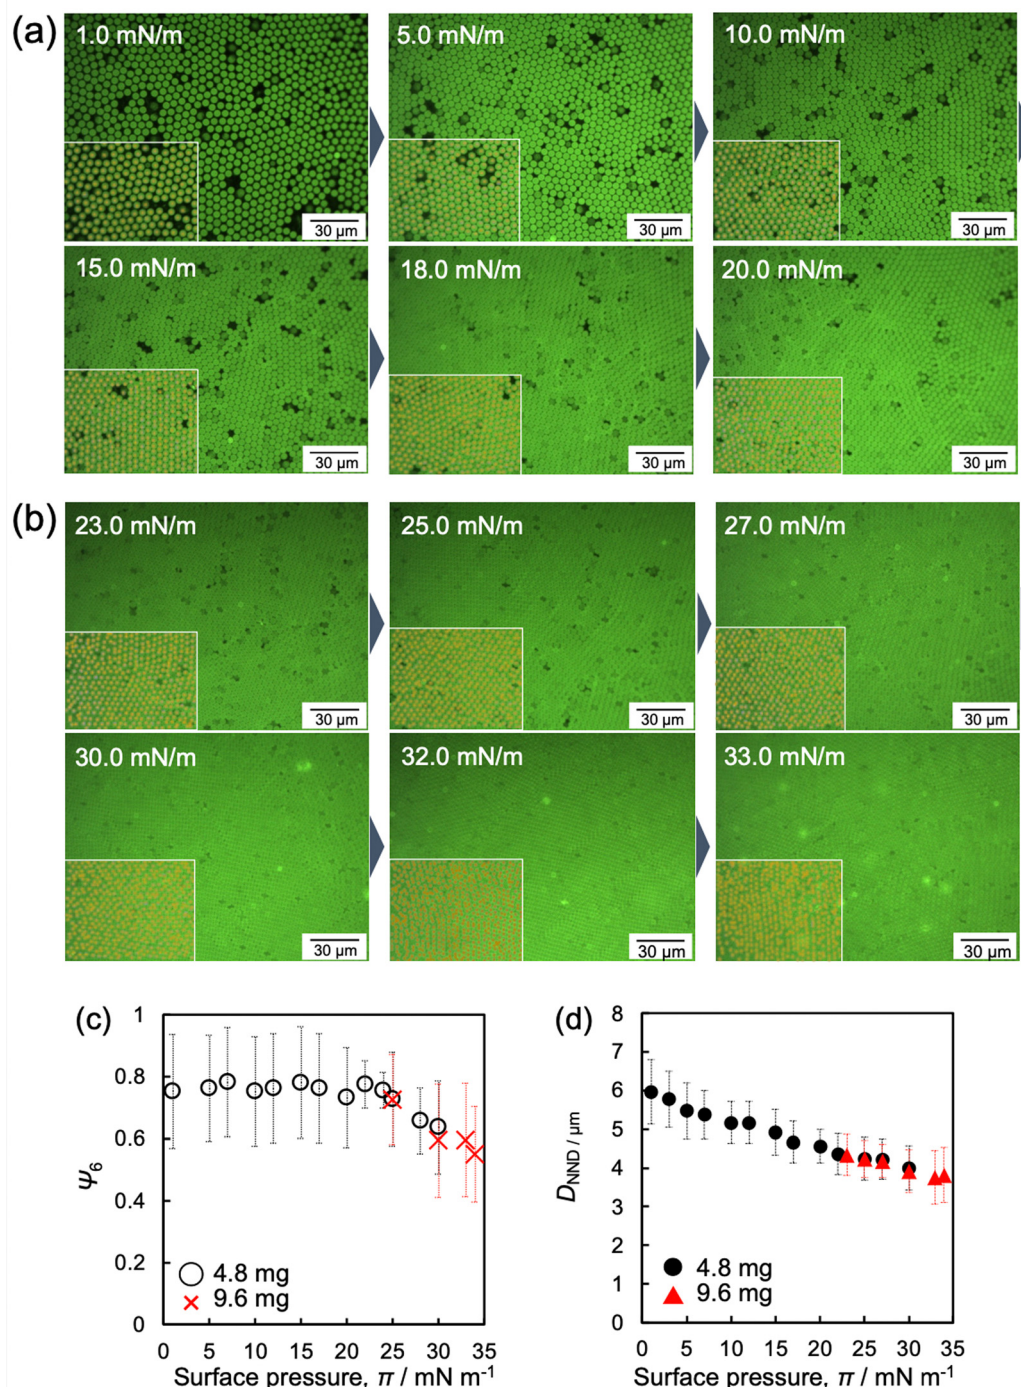 (a)
1.0 mN/m
5.0 mN/m
10.0 mN/m
30 µm
30 µm
30 µm
15.0 mN/m
18.0 mN/m
20.0 mN/m
30 µm
30 µm
30 µm
(b)
23.0 mN/m
25.0 mN/m
27.0 mN/m
30 µm
30 µm
30 µm
30.0 mN/m
32.0 mN/m
33.0 mN/m
30 µm
30 µm
30 µm
(c)
1
0.8
0.6
0.4
0.2
0
Ψ6
4.8 mg
9.6 mg
0 5 10 15 20 25 30 35
Surface pressure, π / mN m-1
(d)
8
7
6
5
4
3
2
1
0
DNND / µm
4.8 mg
9.6 mg
0 5 10 15 20 25 30 35
Surface pressure, π / mN m-1